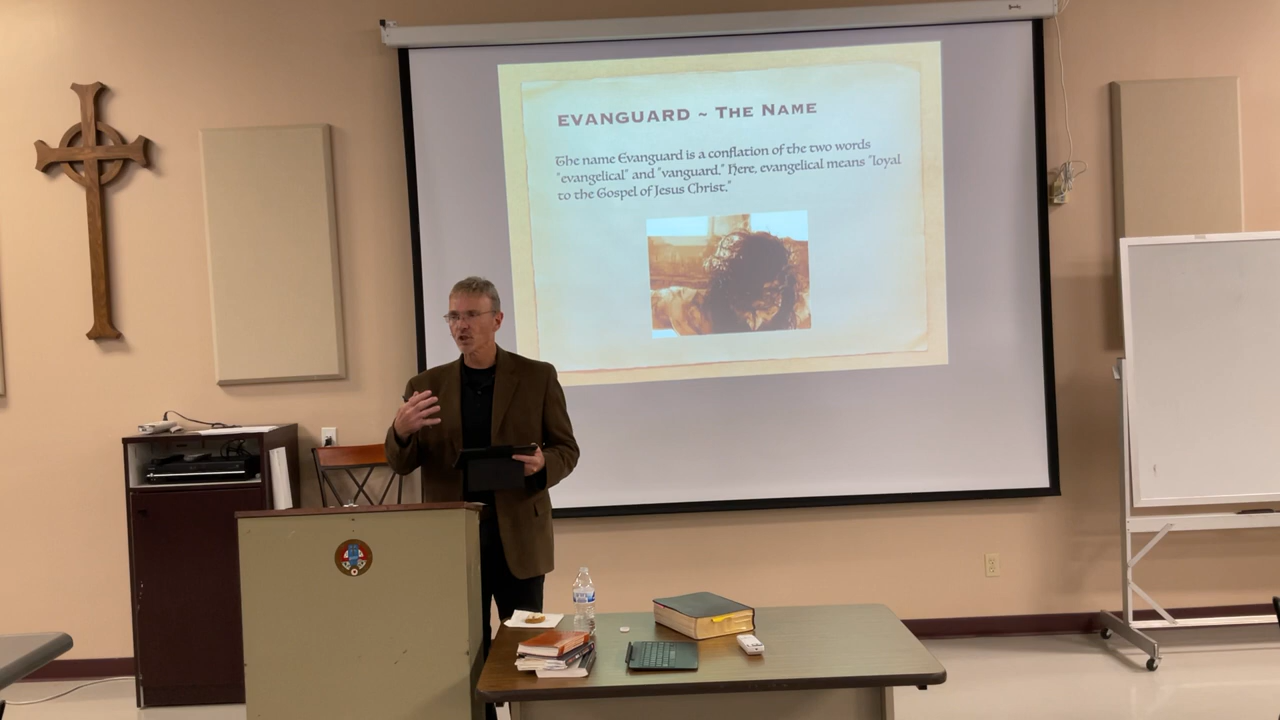 EVANGUARD ~ THE NAME
The name Evanguard is a conflation of the two words
"evangelical" and "vanguard." Here, evangelical means "loyal
to the Gospel of Jesus Christ."